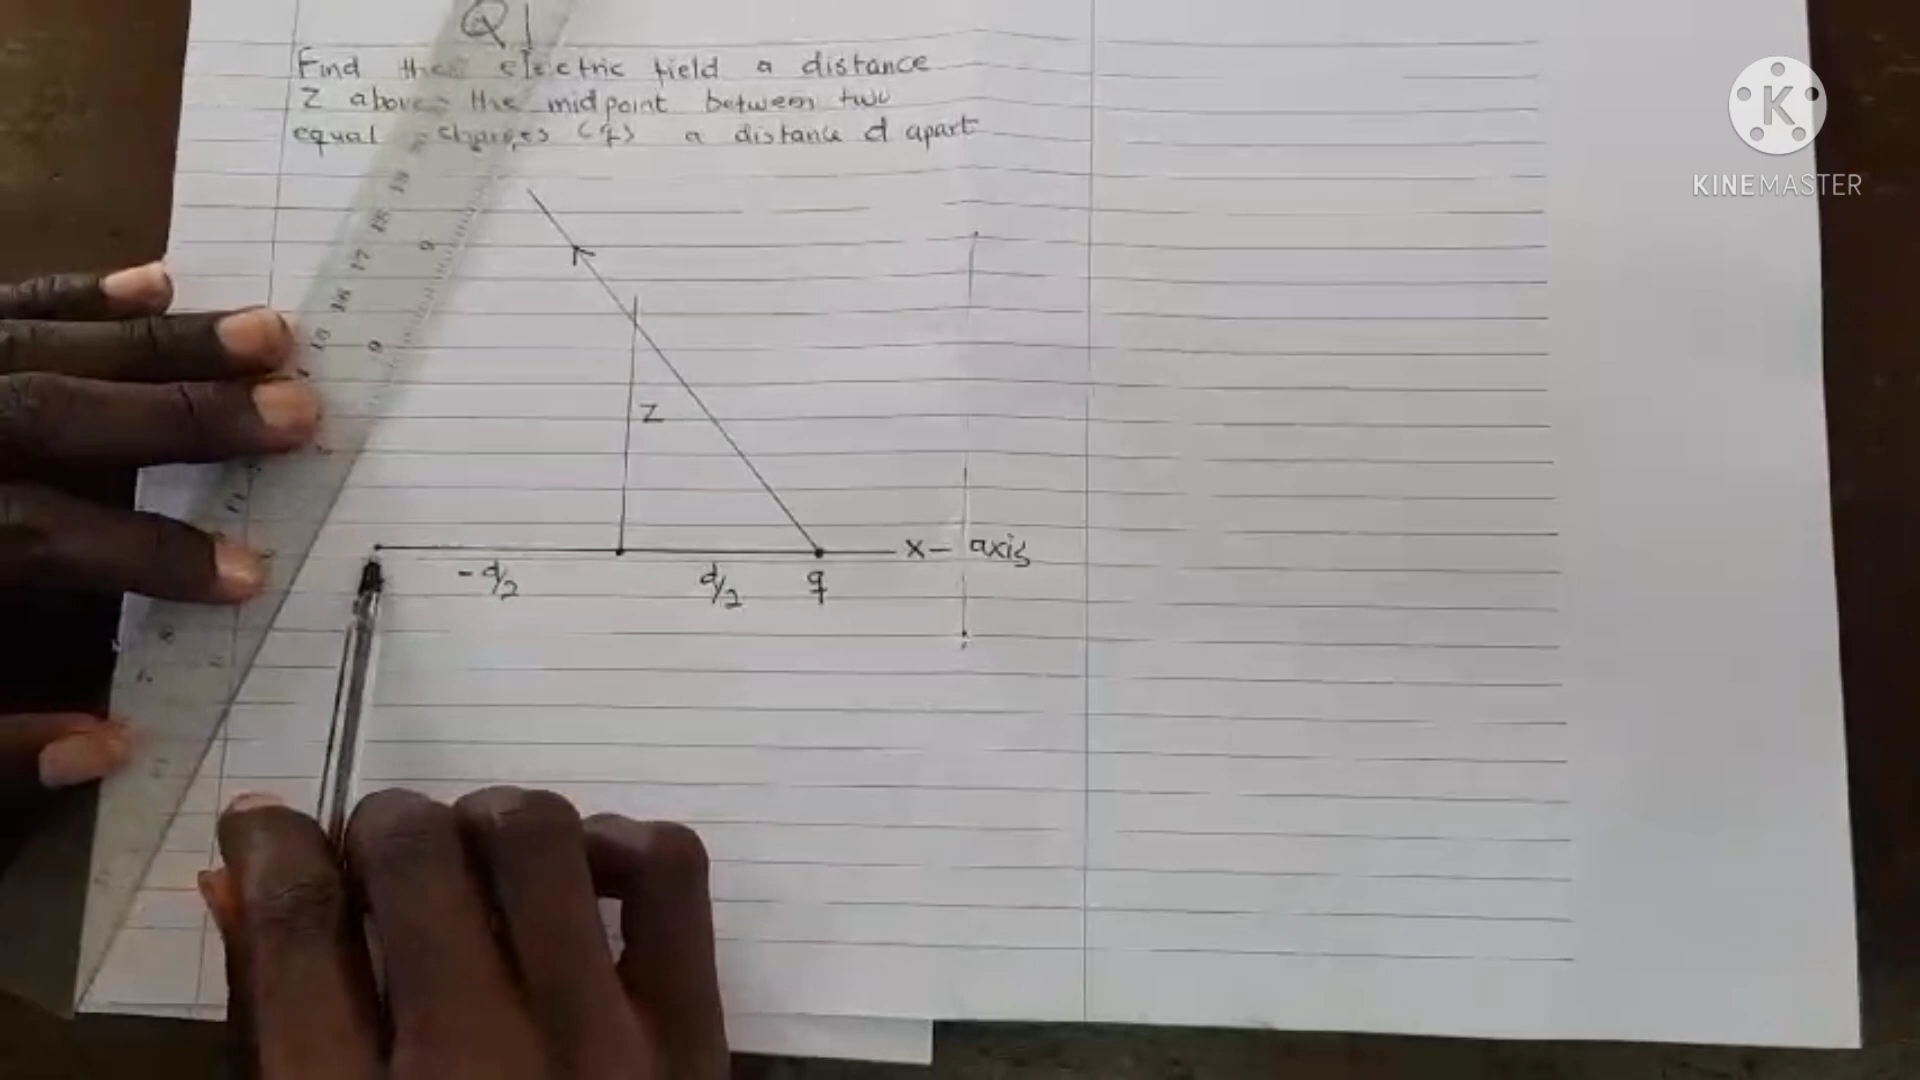 Q1
Find the electric field a distance
Z above the midpoint between two
equal charges (q) a distance d apart
Z
X- axis
-d/2
d/2
q
K
KINEMASTER